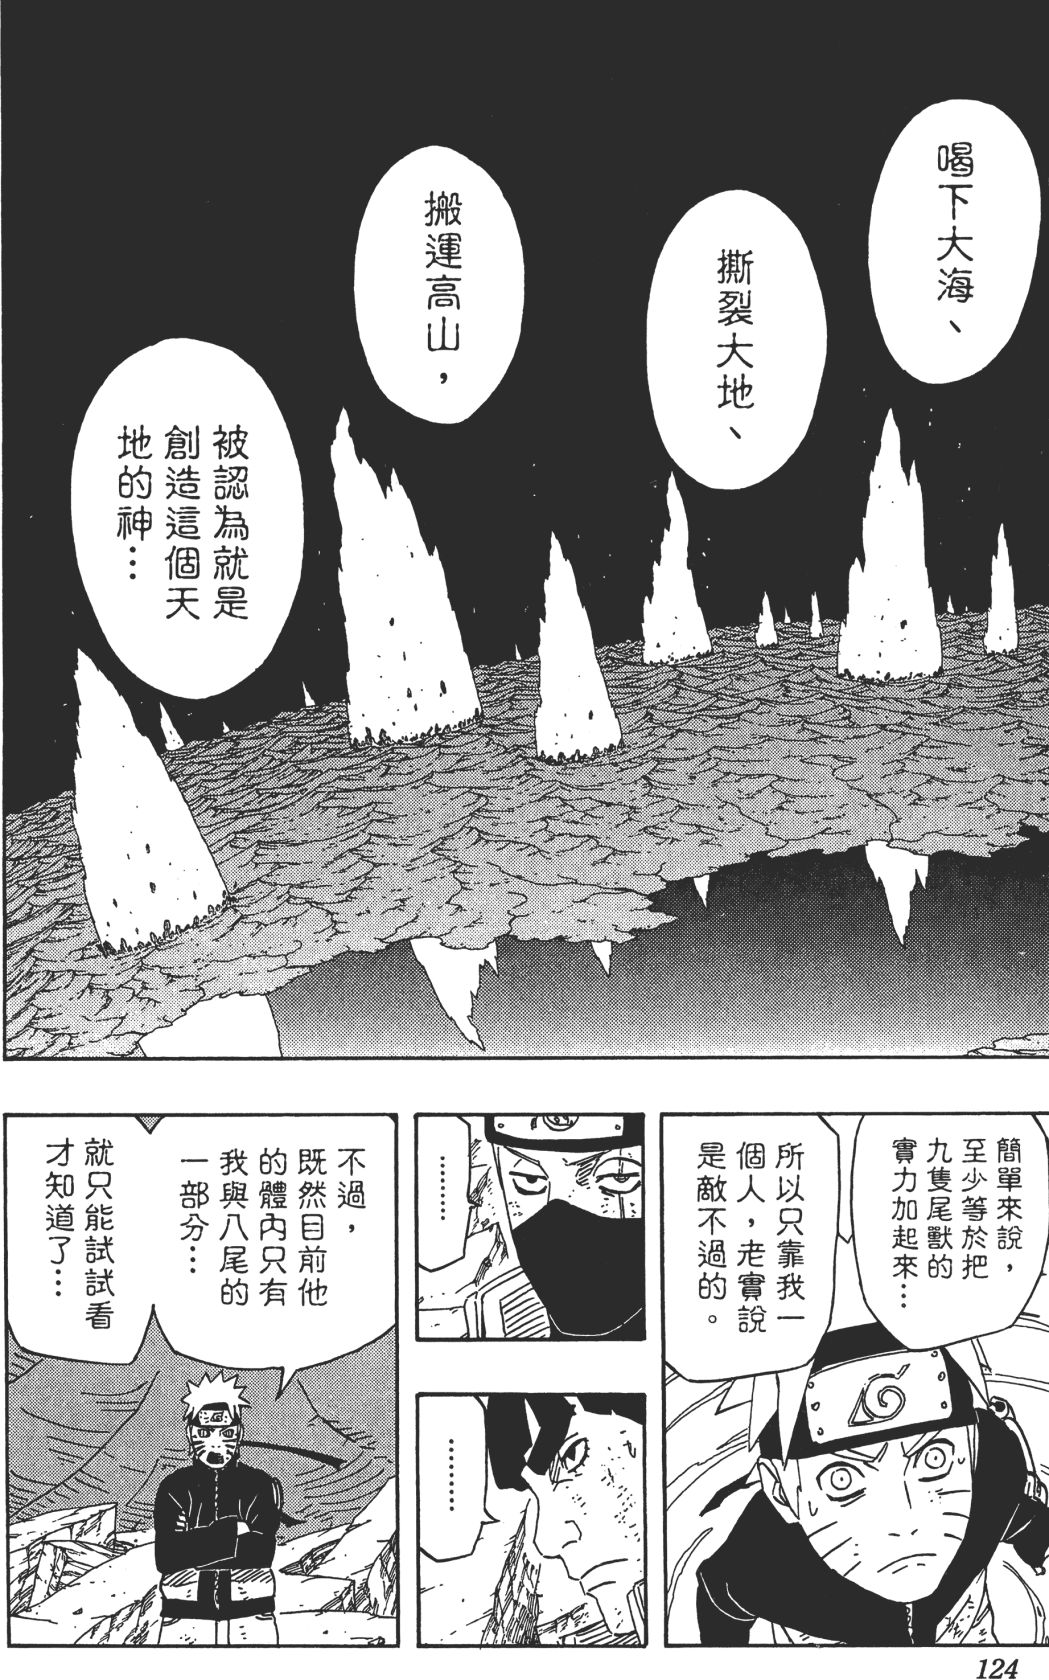 喝下大海、
撕裂大地、
搬運高山，
被認為就是
創造這個天
地的神…
簡單來說，
至少等於把
九隻尾獸的
實力加起來…
所以只靠我一
個人，老實說
是敵不過的。
………
………
不過，
既然目前他
的體內只有
我與八尾的
一部分…
就只能試試看
才知道了…
124